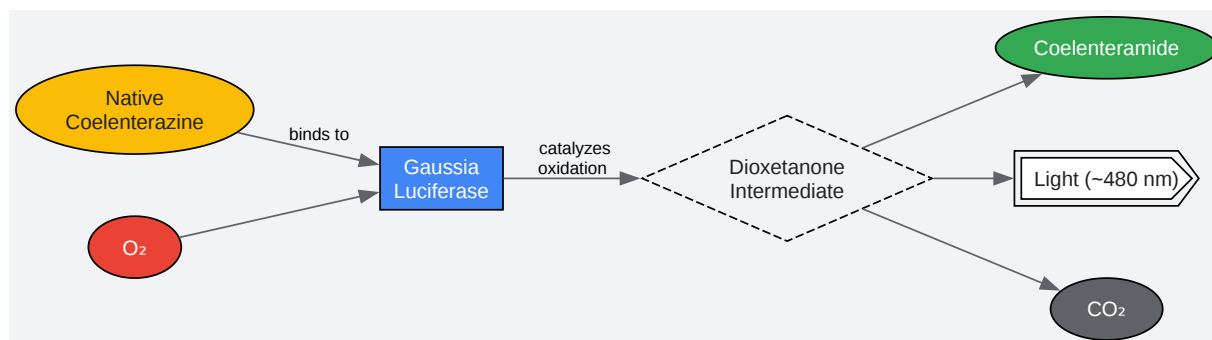 Native
Coelenterazine
O₂
binds to
Gaussia
Luciferase
catalyzes
oxidation
Dioxetanone
Intermediate
Coelenteramide
Light (~480 nm)
CO₂